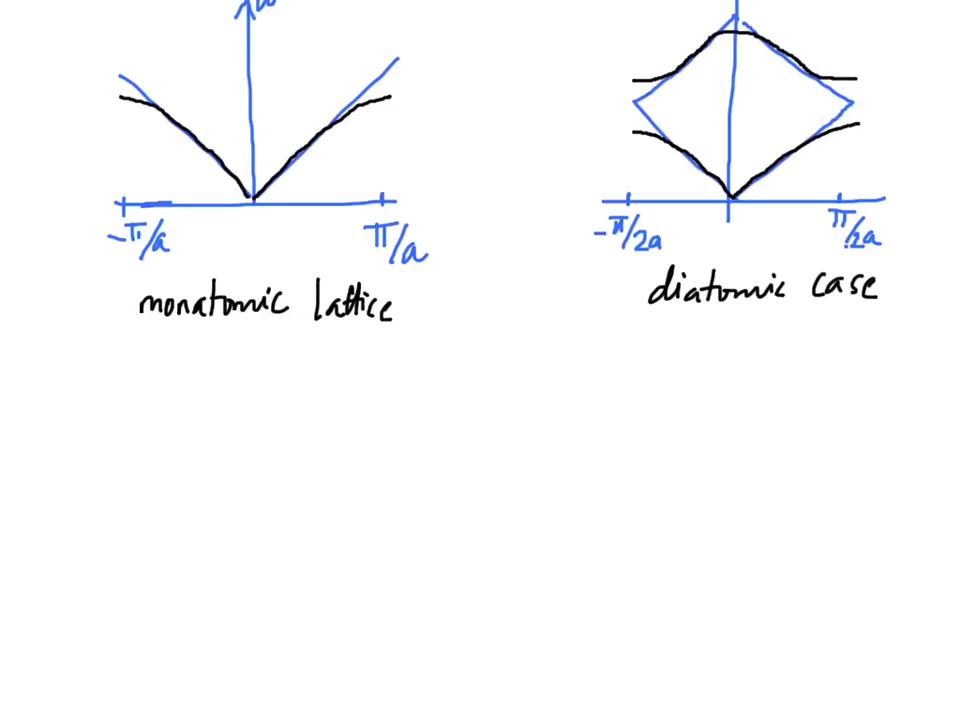 ω
-π/a π/a
-π/2a π/2a
monatomic lattice
diatomic case